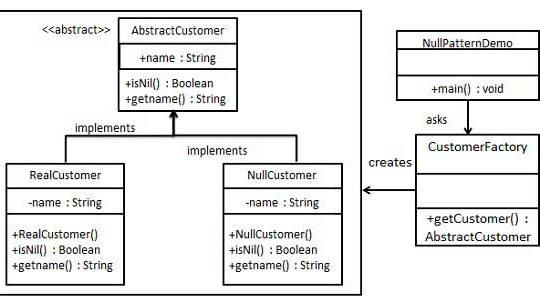 <<abstract>>
AbstractCustomer
+name : String
+isNil() : Boolean
+getname() : String
implements
implements
RealCustomer
-name : String
+RealCustomer()
+isNil() : Boolean
+getname() : String
NullCustomer
-name : String
+NullCustomer()
+isNil() : Boolean
+getname() : String
NullPatternDemo
+main() : void
asks
CustomerFactory
+getCustomer() :
AbstractCustomer
creates